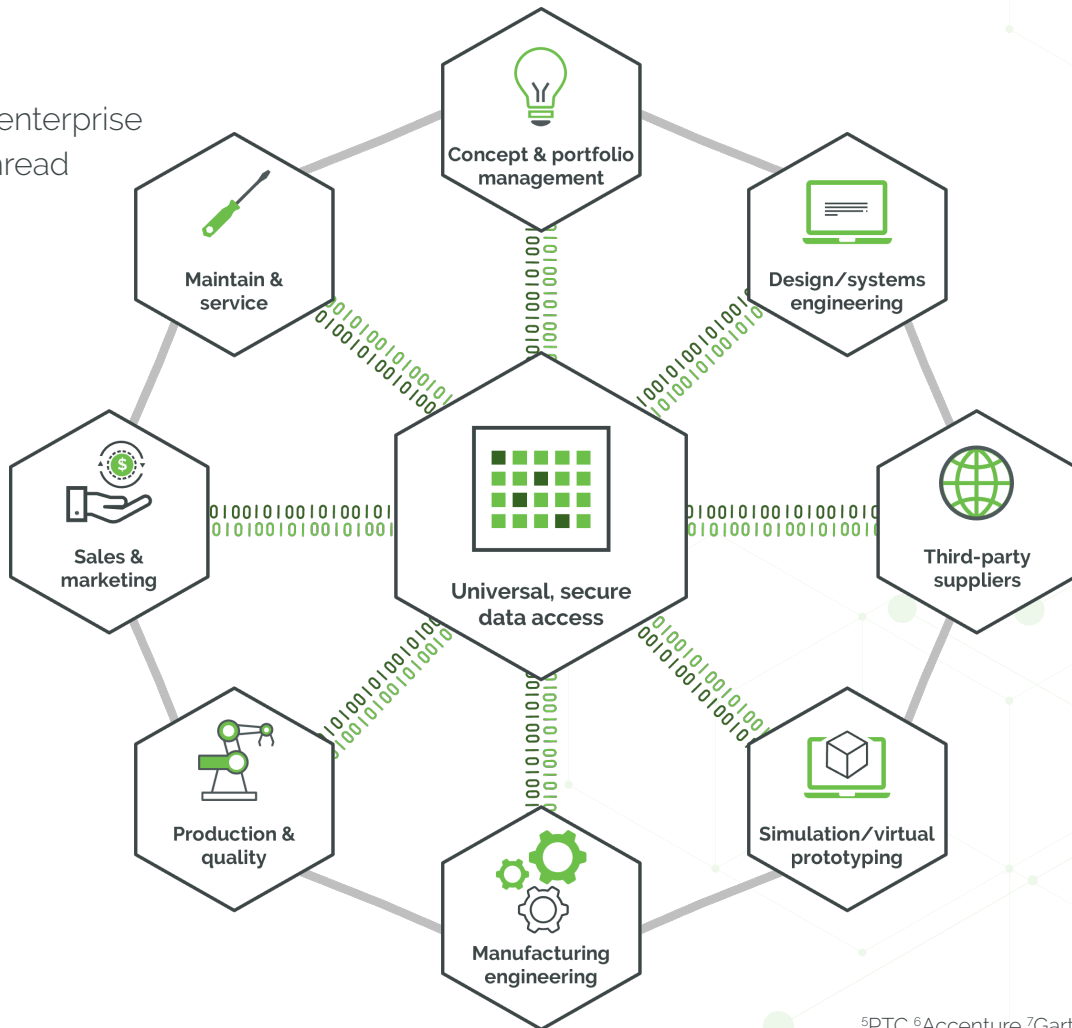 enterprise
Concept & portfolio
management
Maintain &
service
Design/systems
engineering
Sales &
marketing
$
Universal, secure
data access
Third-party
suppliers
Production &
quality
Simulation/virtual
prototyping
Manufacturing
engineering
⁵PTC ⁶Accenture